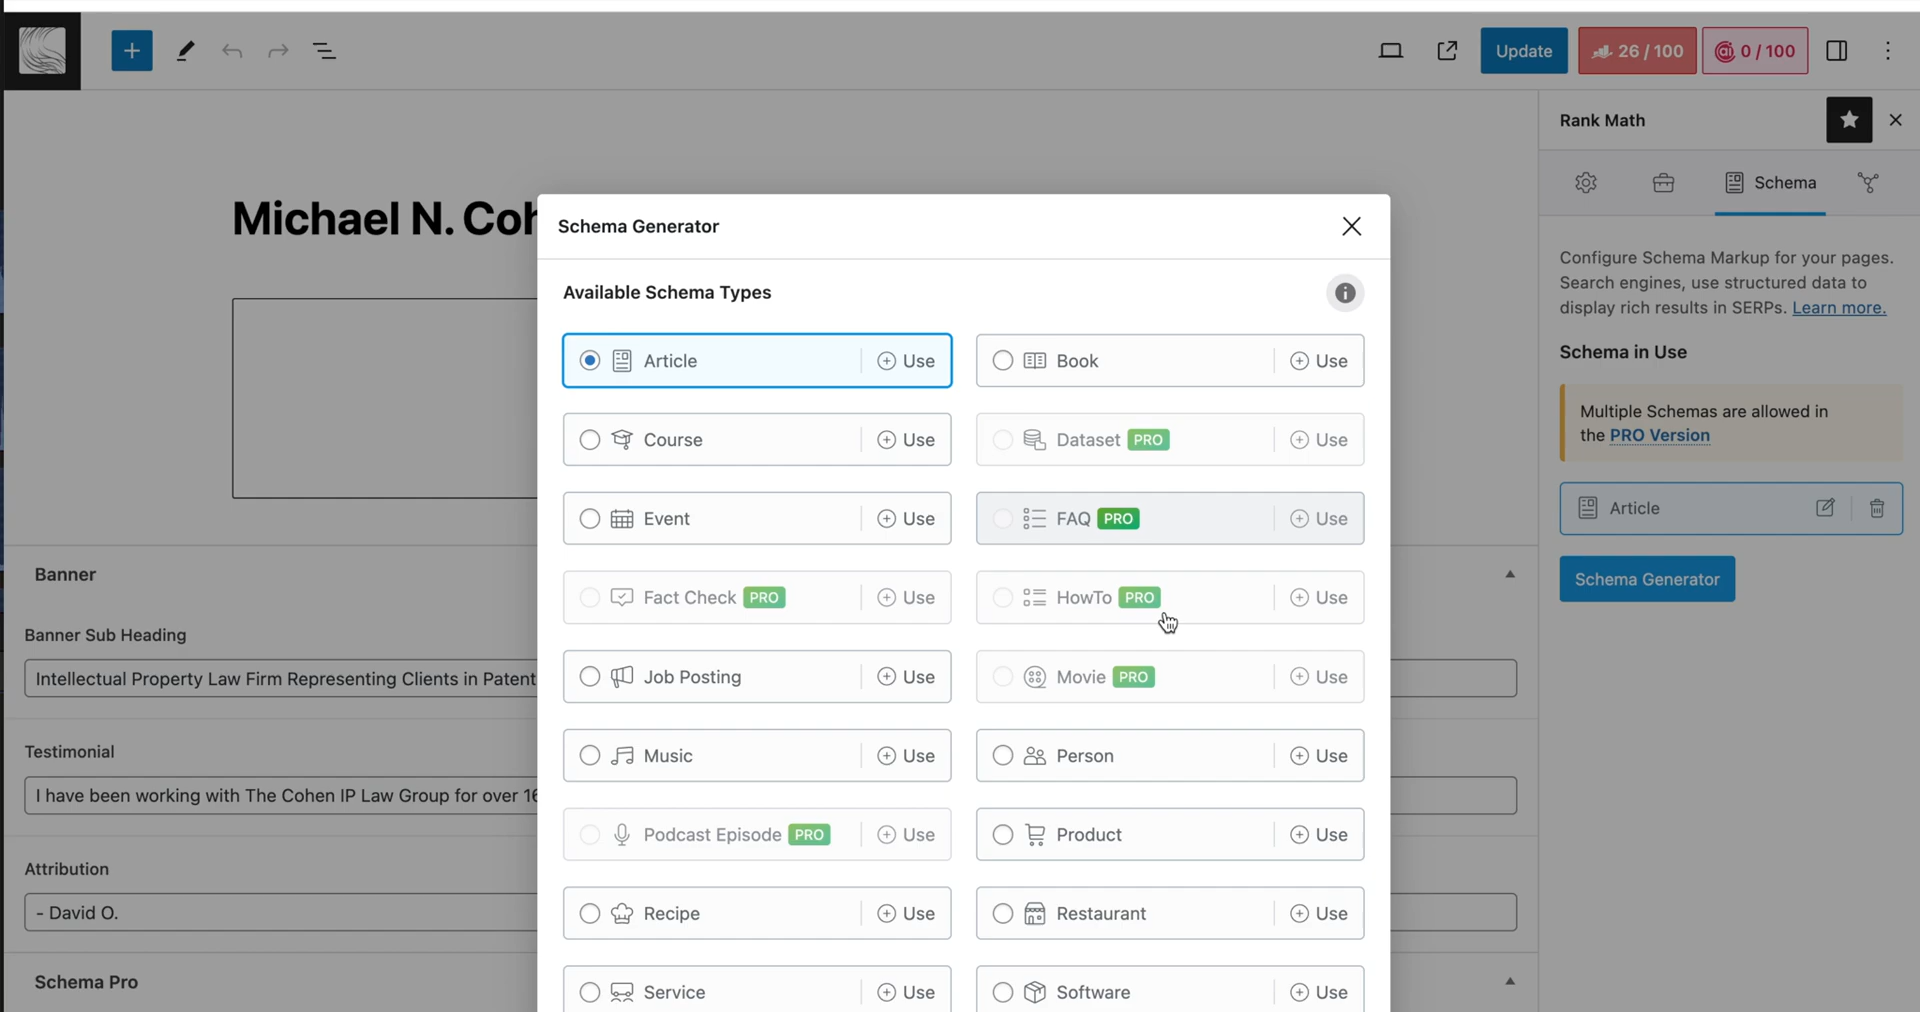 Update
26 / 100
0 / 100
Rank Math
Schema
Configure Schema Markup for your pages.
Search engines, use structured data to
display rich results in SERPs. Learn more.
Schema in Use
Multiple Schemas are allowed in
the PRO Version
Article
Schema Generator
Michael N. Coh
Schema Generator
Available Schema Types
Article Use
Book Use
Course Use
Dataset PRO Use
Event Use
FAQ PRO Use
Fact Check PRO Use
HowTo PRO Use
Job Posting Use
Movie PRO Use
Music Use
Person Use
Podcast Episode PRO Use
Product Use
Recipe Use
Restaurant Use
Service Use
Software Use
Banner
Banner Sub Heading
Intellectual Property Law Firm Representing Clients in Patent
Testimonial
I have been working with The Cohen IP Law Group for over 16
Attribution
- David O.
Schema Pro